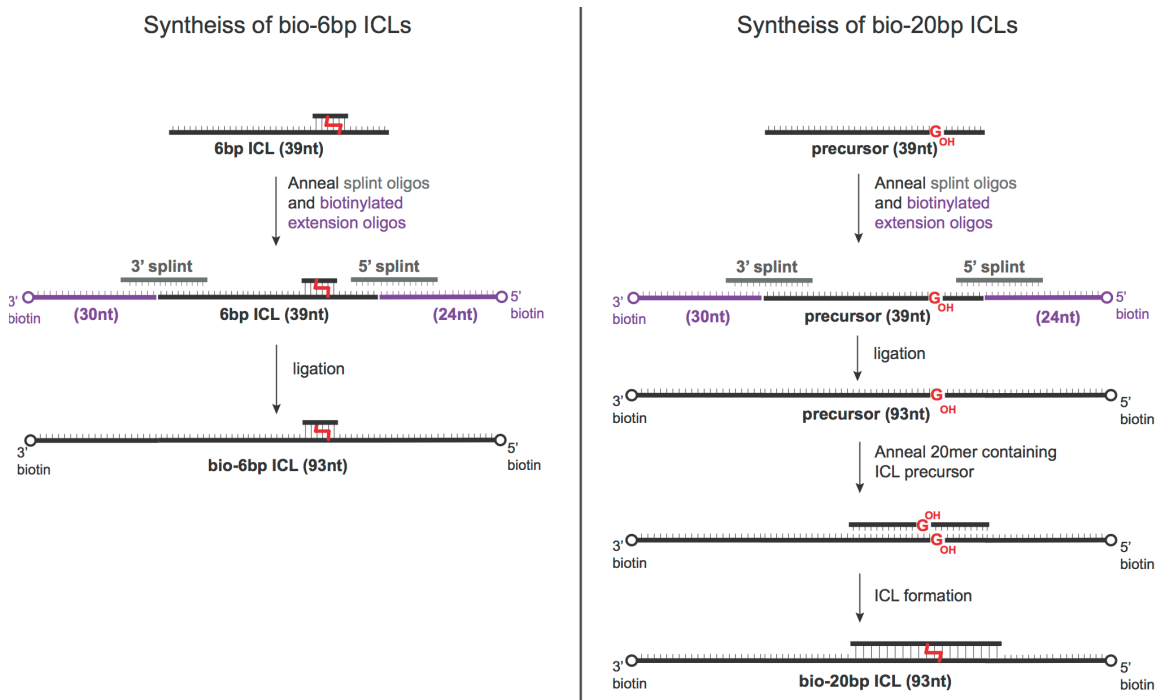 Syntheiss of bio-6bp ICLs
6bp ICL (39nt)
Anneal splint oligos
and biotinylated
extension oligos
3’ splint
5’ splint
3’
biotin
(30nt)
6bp ICL (39nt)
(24nt)
5’
biotin
ligation
3’
biotin
bio-6bp ICL (93nt)
5’
biotin
Syntheiss of bio-20bp ICLs
G
OH
precursor (39nt)
Anneal splint oligos
and biotinylated
extension oligos
3’ splint
5’ splint
3’
biotin
(30nt)
G
OH
precursor (39nt)
(24nt)
5’
biotin
ligation
3’
biotin
G
OH
precursor (93nt)
5’
biotin
Anneal 20mer containing
ICL precursor
OH
G
3’
biotin
G
OH
5’
biotin
ICL formation
3’
biotin
bio-20bp ICL (93nt)
5’
biotin